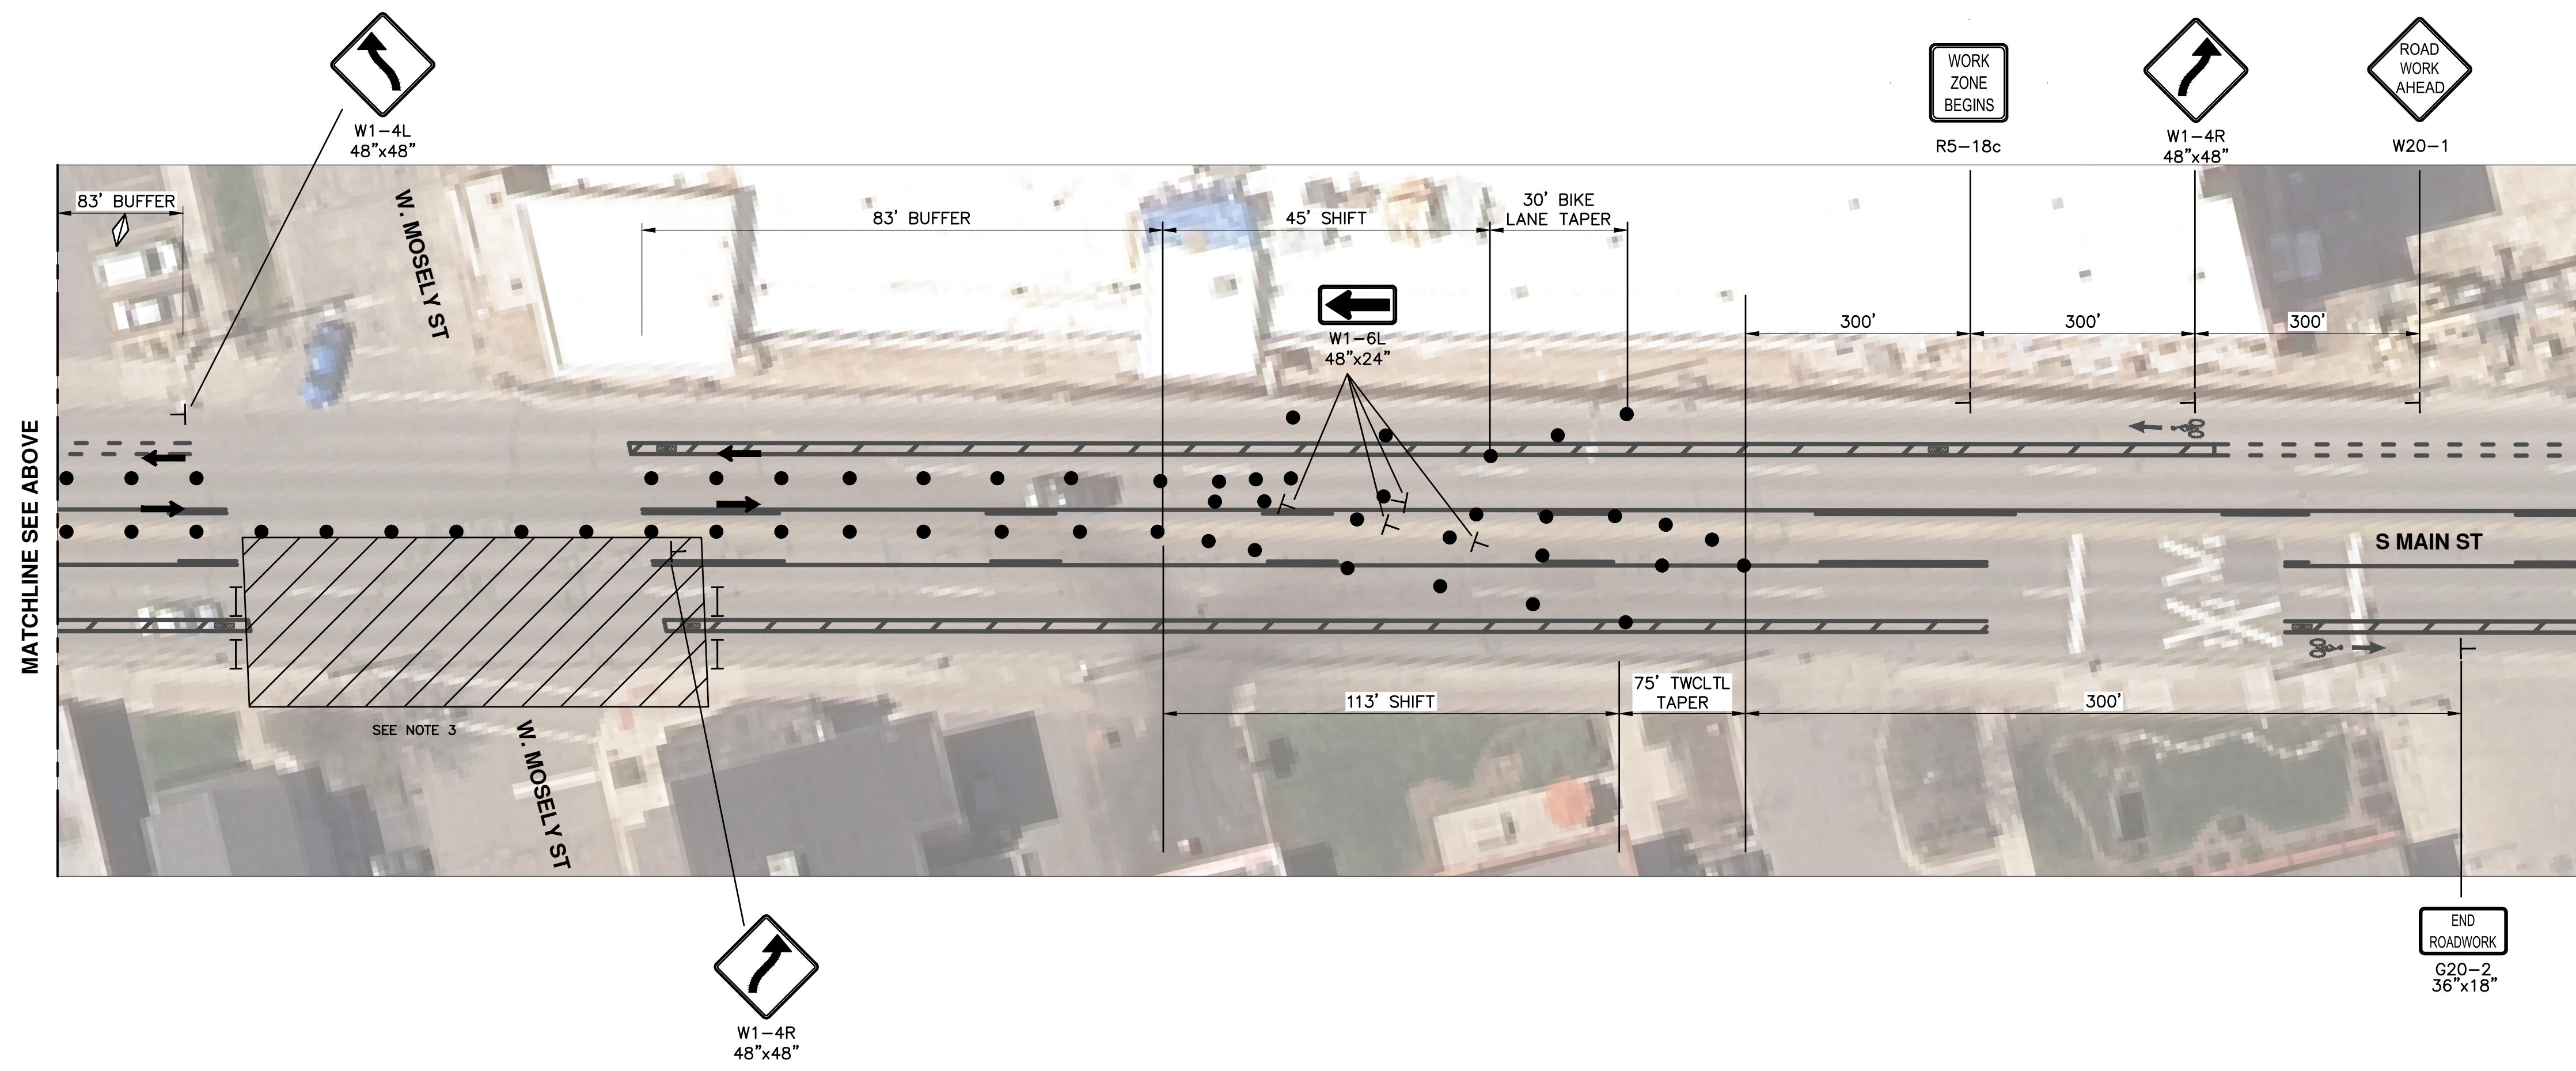 W1-4L
48"x48"
WORK
ZONE
BEGINS
R5-18c
W1-4R
48"x48"
ROAD
WORK
AHEAD
W20-1
83' BUFFER
W. MOSELY ST
83' BUFFER
45' SHIFT
30' BIKE
LANE TAPER
W1-6L
48"x24"
300'
300'
300'
MATCHLINE SEE ABOVE
S MAIN ST
SEE NOTE 3
W. MOSELY ST
113' SHIFT
75' TWCLTL
TAPER
300'
W1-4R
48"x48"
END
ROADWORK
G20-2
36"x18"